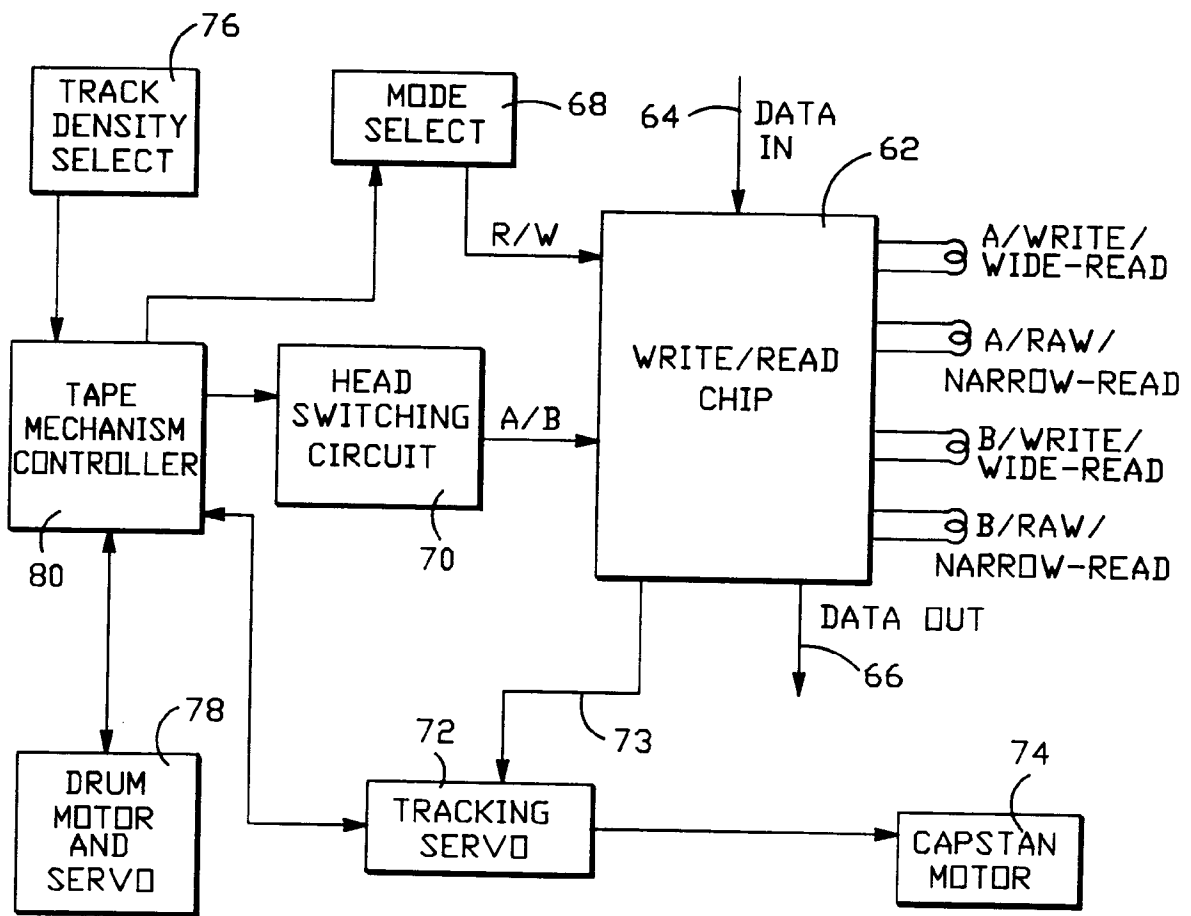 76
TRACK
DENSITY
SELECT
MODE
SELECT
68
64
DATA
IN
62
R/W
A/WRITE/
WIDE-READ
A/RAW/
NARROW-READ
B/WRITE/
WIDE-READ
B/RAW/
NARROW-READ
WRITE/READ
CHIP
TAPE
MECHANISM
CONTROLLER
80
HEAD
SWITCHING
CIRCUIT
70
A/B
DATA OUT
66
73
78
DRUM
MOTOR
AND
SERVO
72
TRACKING
SERVO
74
CAPSTAN
MOTOR